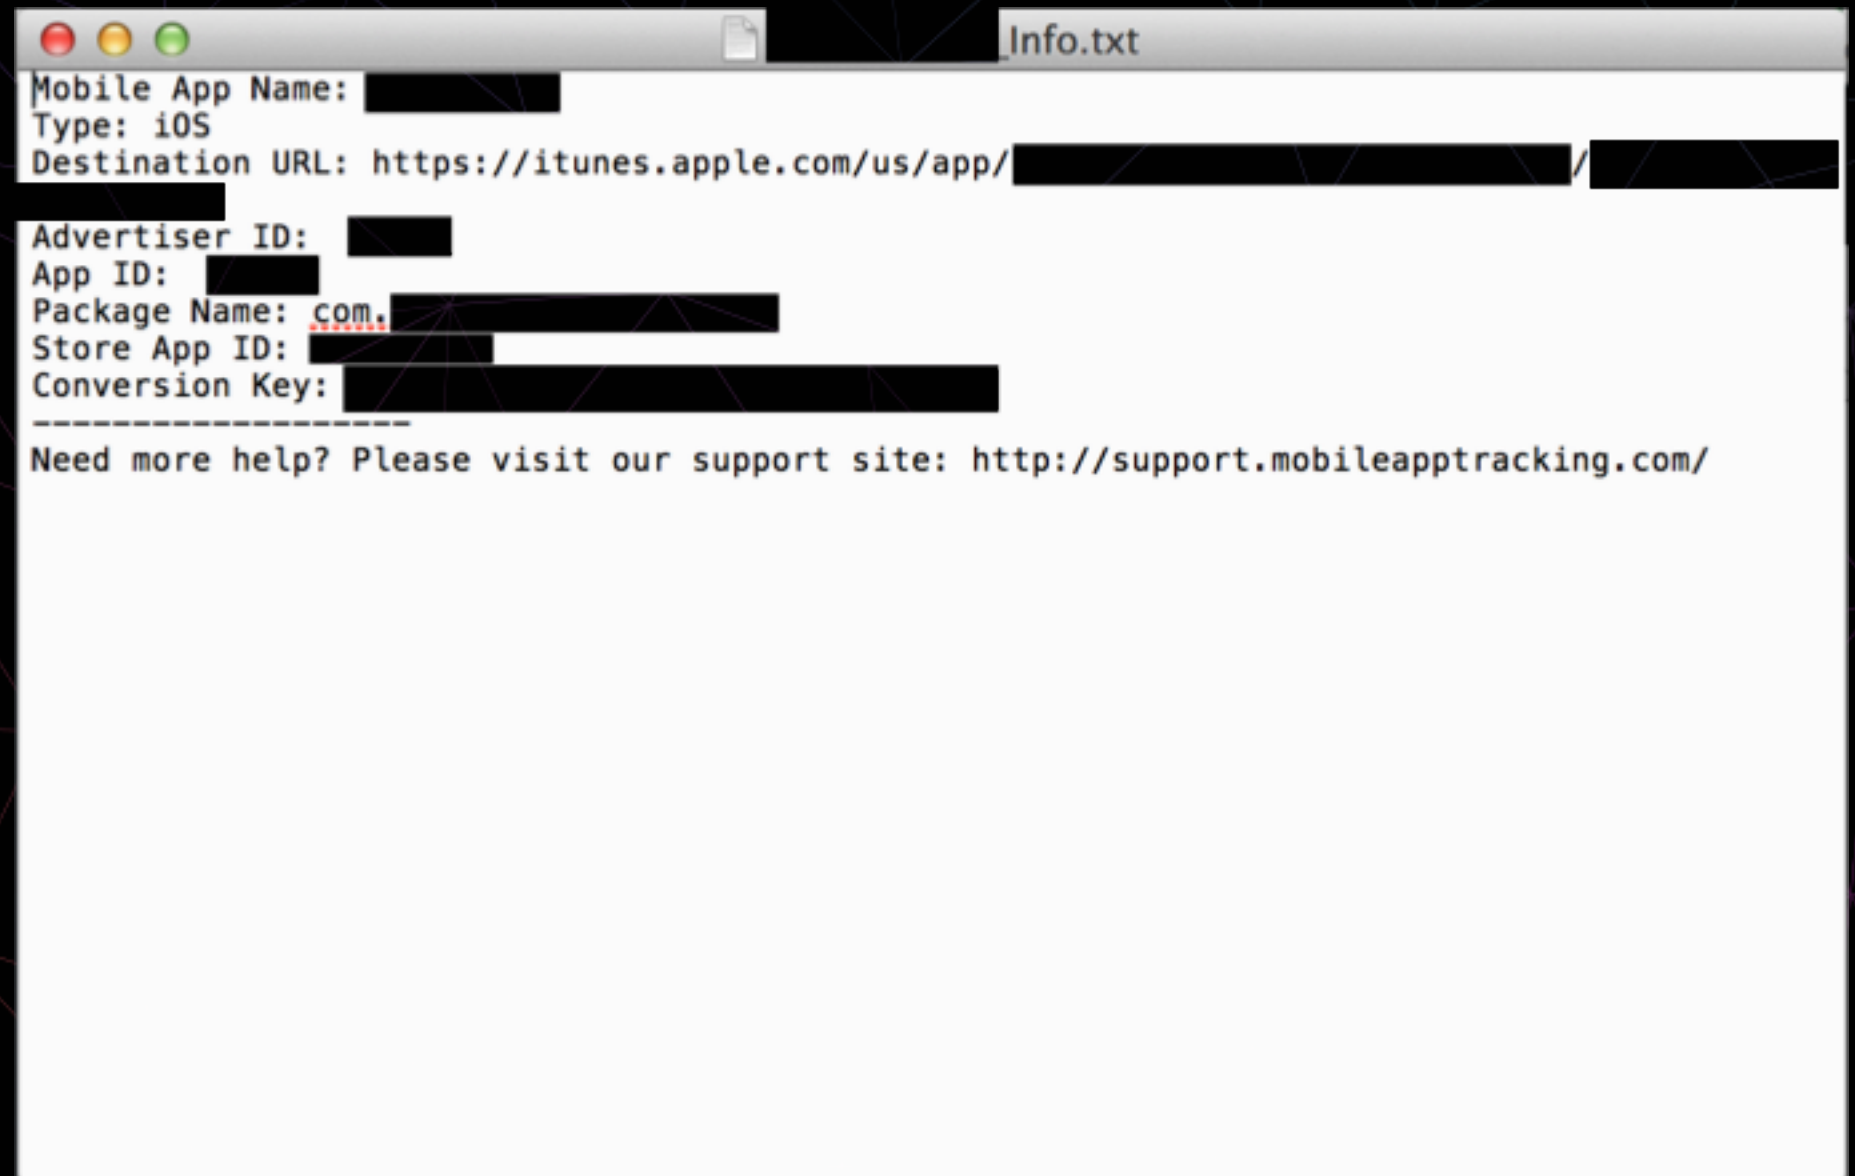 _Info.txt
Mobile App Name:
Type: iOS
Destination URL: https://itunes.apple.com/us/app/ /
Advertiser ID:
App ID:
Package Name: com.
Store App ID:
Conversion Key:
-------------------
Need more help? Please visit our support site: http://support.mobileapptracking.com/